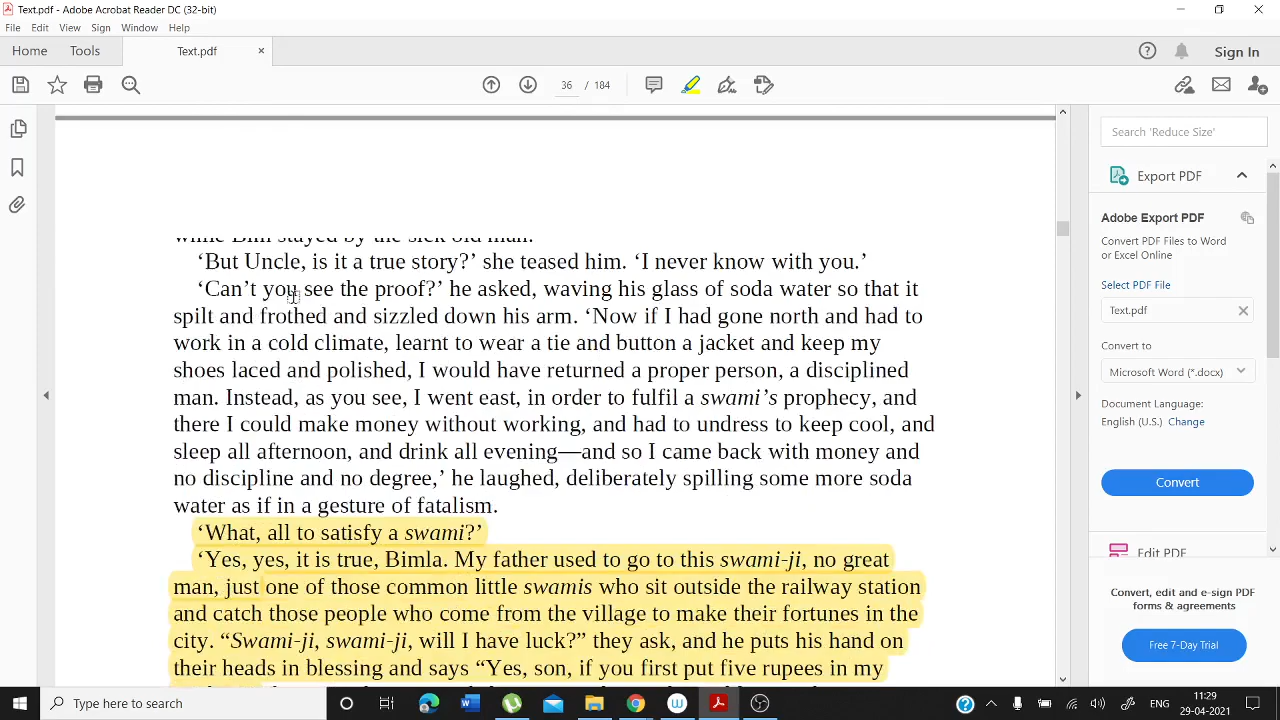 Text.pdf - Adobe Acrobat Reader DC (32-bit)
File Edit View Sign Window Help
Home Tools Text.pdf × Sign In
36 / 184
while Bim stayed by the sick old man.
‘But Uncle, is it a true story?’ she teased him. ‘I never know with you.’
‘Can’t you see the proof?’ he asked, waving his glass of soda water so that it
spilt and frothed and sizzled down his arm. ‘Now if I had gone north and had to
work in a cold climate, learnt to wear a tie and button a jacket and keep my
shoes laced and polished, I would have returned a proper person, a disciplined
man. Instead, as you see, I went east, in order to fulfil a swami’s prophecy, and
there I could make money without working, and had to undress to keep cool, and
sleep all afternoon, and drink all evening—and so I came back with money and
no discipline and no degree,’ he laughed, deliberately spilling some more soda
water as if in a gesture of fatalism.
‘What, all to satisfy a swami?’
‘Yes, yes, it is true, Bimla. My father used to go to this swami-ji, no great
man, just one of those common little swamis who sit outside the railway station
and catch those people who come from the village to make their fortunes in the
city. “Swami-ji, swami-ji, will I have luck?” they ask, and he puts his hand on
their heads in blessing and says “Yes, son, if you first put five rupees in my
Search 'Reduce Size'
Export PDF
Adobe Export PDF
Convert PDF Files to Word
or Excel Online
Select PDF File
Text.pdf
Convert to
Microsoft Word (*.docx)
Document Language:
English (U.S.) Change
Convert
Edit PDF
Convert, edit and e-sign PDF
forms & agreements
Free 7-Day Trial
Type here to search
ENG
11:29
29-04-2021